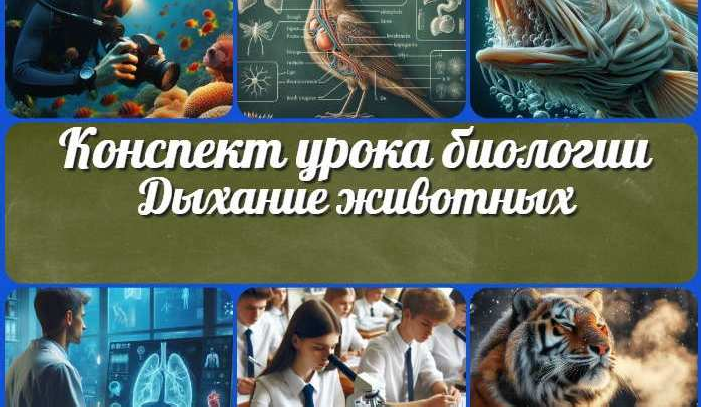 Конспект урока биологии
Дыхание животных